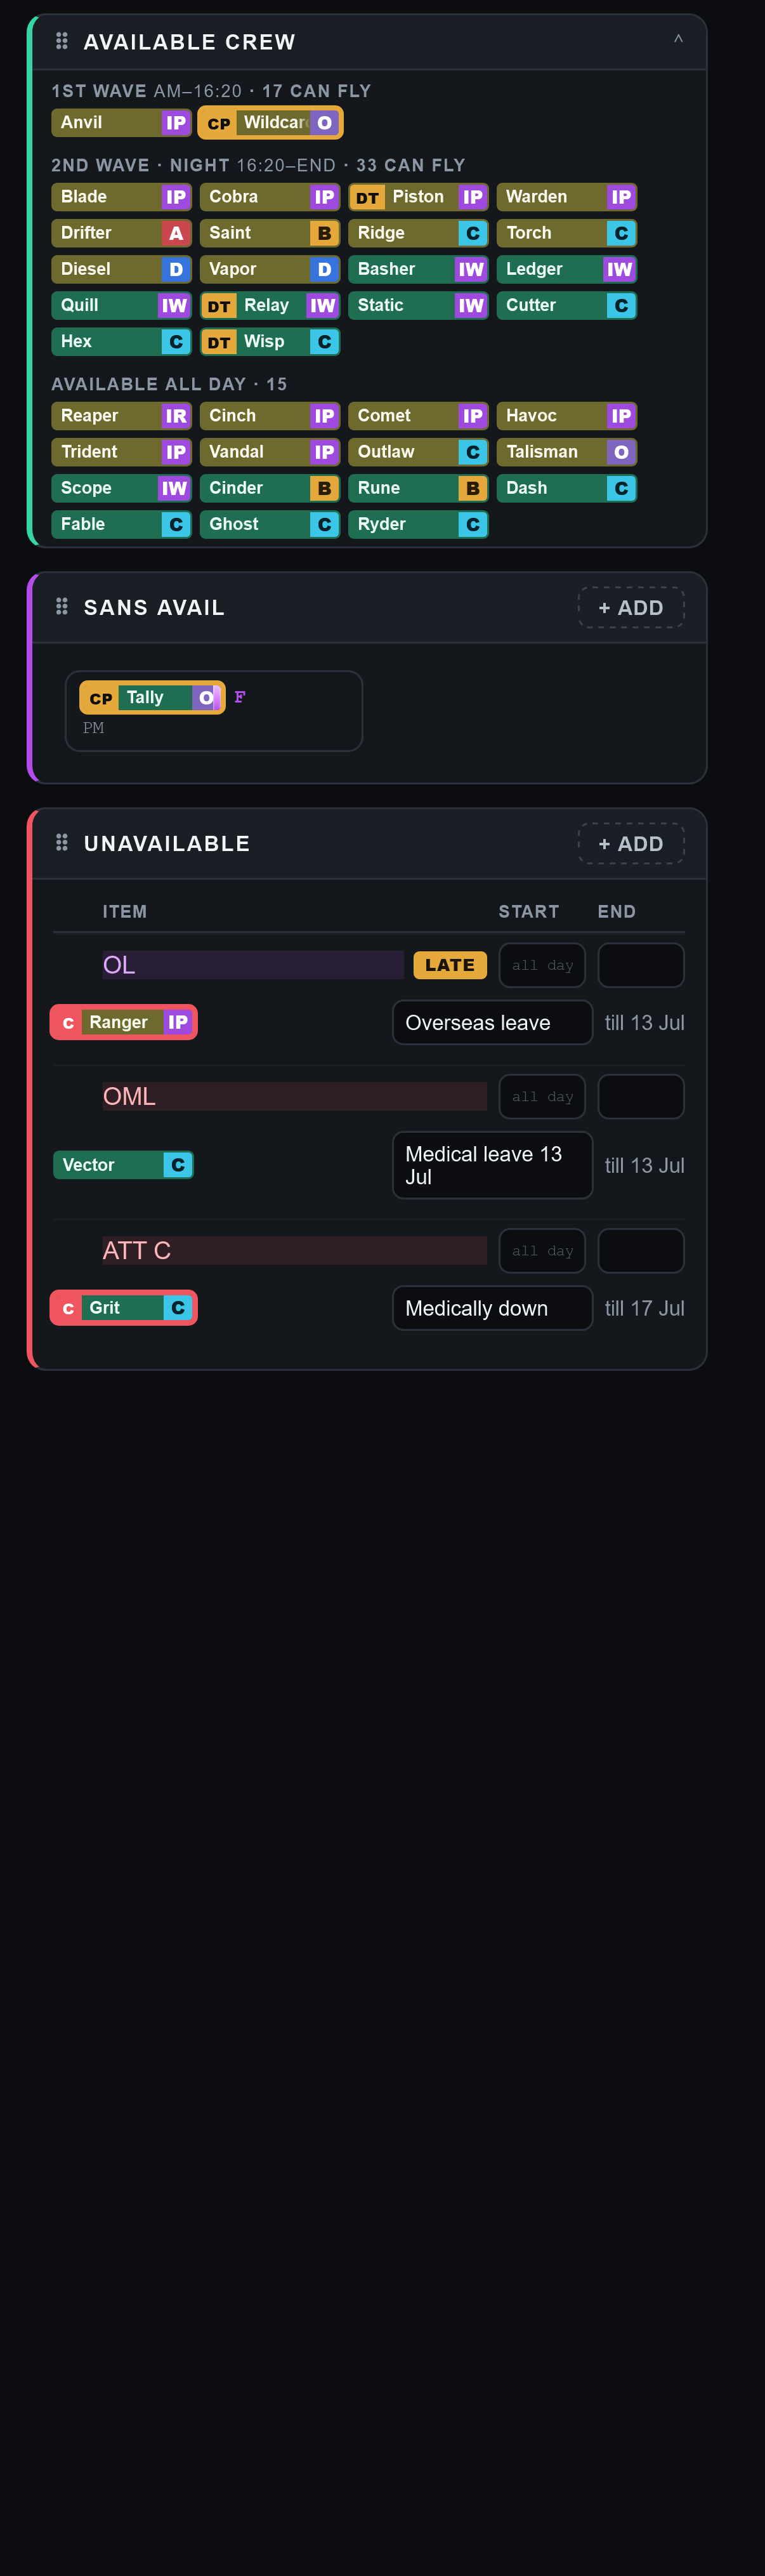 AVAILABLE CREW ^
1ST WAVE AM–16:20 · 17 CAN FLY
Anvil IP CP Wildcar O
2ND WAVE · NIGHT 16:20–END · 33 CAN FLY
Blade IP Cobra IP DT Piston IP Warden IP
Drifter A Saint B Ridge C Torch C
Diesel D Vapor D Basher IW Ledger IW
Quill IW DT Relay IW Static IW Cutter C
Hex C DT Wisp C
AVAILABLE ALL DAY · 15
Reaper IR Cinch IP Comet IP Havoc IP
Trident IP Vandal IP Outlaw C Talisman O
Scope IW Cinder B Rune B Dash C
Fable C Ghost C Ryder C
SANS AVAIL + ADD
CP Tally O F
PM
UNAVAILABLE + ADD
ITEM START END
OL LATE all day
C Ranger IP Overseas leave till 13 Jul
OML all day
Vector C Medical leave 13 Jul till 13 Jul
ATT C all day
C Grit C Medically down till 17 Jul